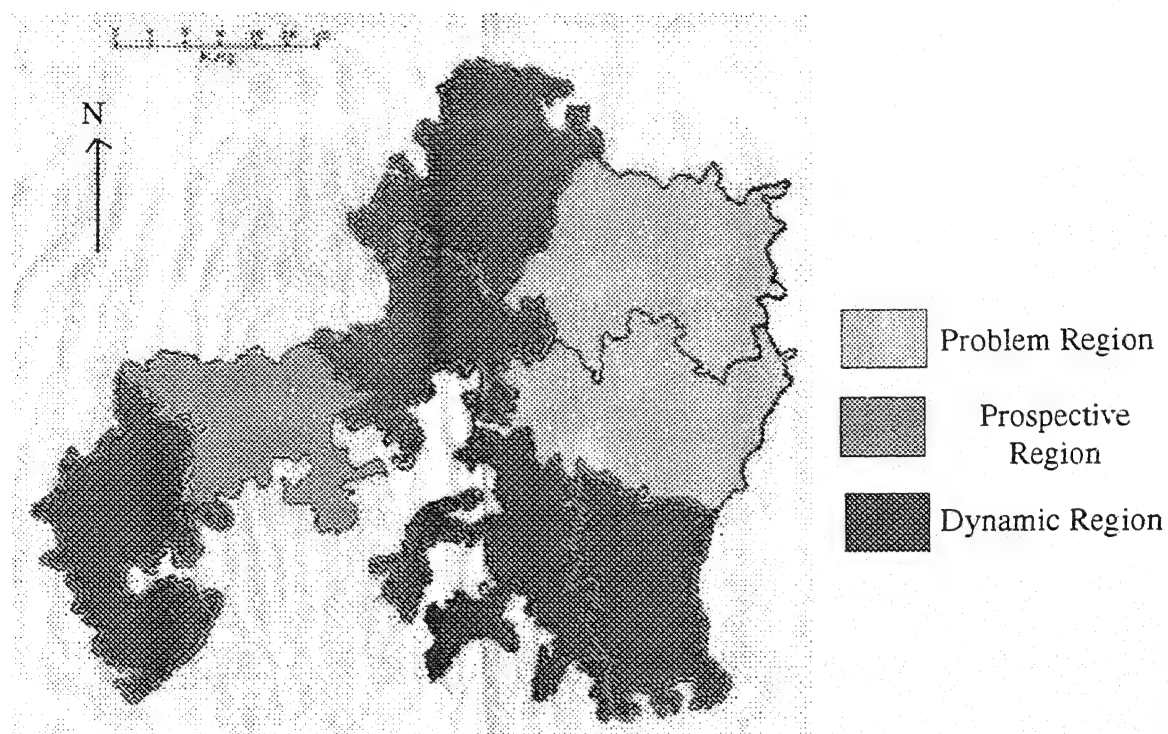 N
Problem Region
Prospective
Region
Dynamic Region